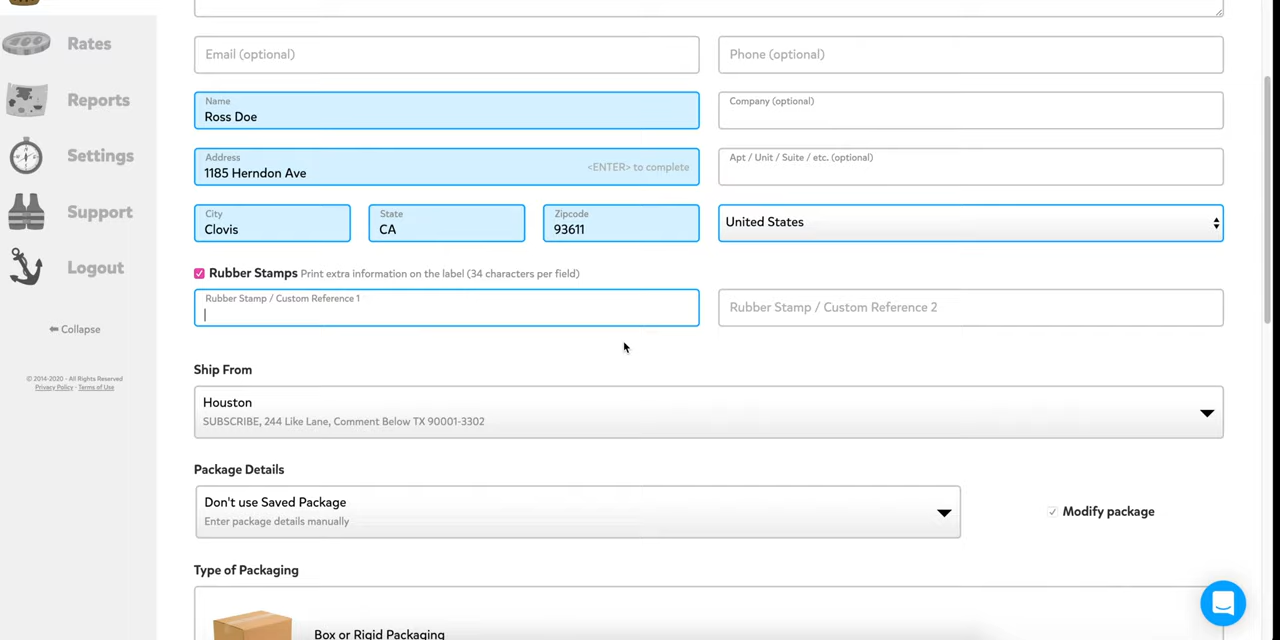 Rates
Reports
Settings
Support
Logout
⬅ Collapse
© 2014-2020 - All Rights Reserved
Privacy Policy - Terms of Use
Email (optional)
Phone (optional)
Name
Ross Doe
Company (optional)
Address
1185 Herndon Ave
<ENTER> to complete
Apt / Unit / Suite / etc. (optional)
City
Clovis
State
CA
Zipcode
93611
United States
Rubber Stamps Print extra information on the label (34 characters per field)
Rubber Stamp / Custom Reference 1
Rubber Stamp / Custom Reference 2
Ship From
Houston
SUBSCRIBE, 244 Like Lane, Comment Below TX 90001-3302
Package Details
Don't use Saved Package
Enter package details manually
Modify package
Type of Packaging
Box or Rigid Packaging